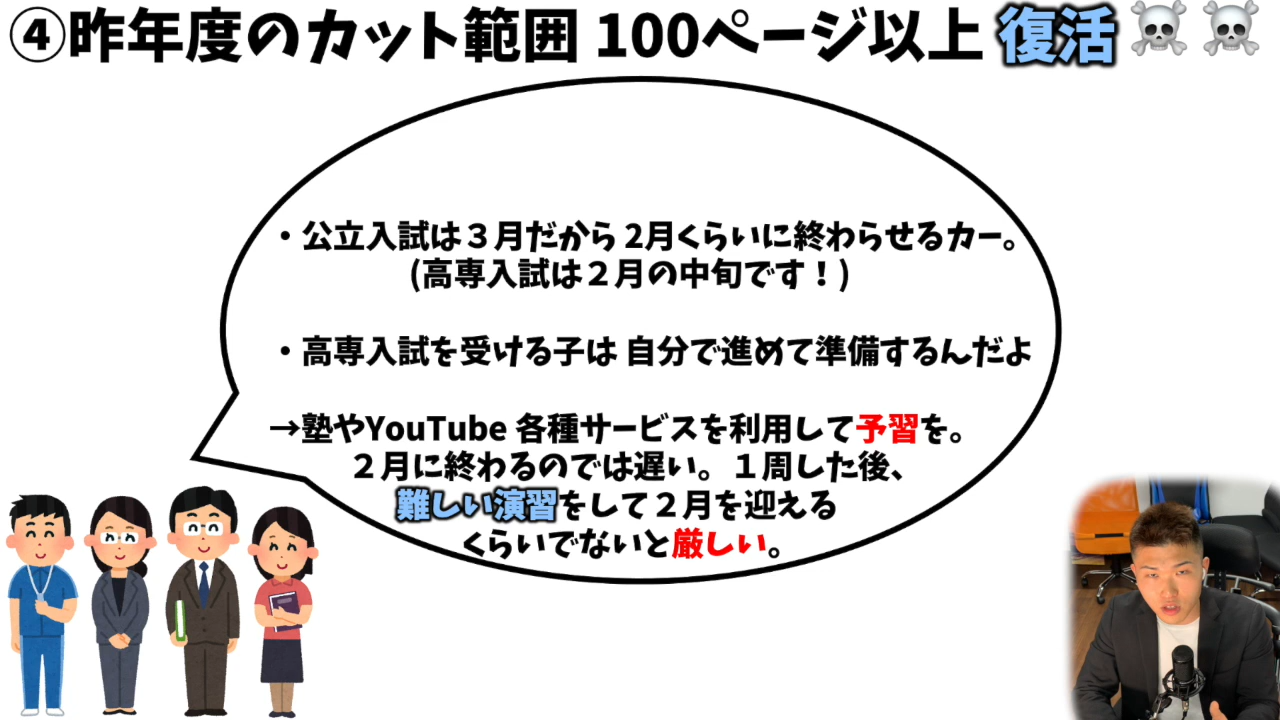 ④昨年度のカット範囲 100ページ以上 復活☠☠
・公立入試は３月だから 2月くらいに終わらせるカー。
(高専入試は２月の中旬です！)
・高専入試を受ける子は 自分で進めて準備するんだよ
→塾やYouTube 各種サービスを利用して予習を。
２月に終わるのでは遅い。１周した後、
難しい演習をして２月を迎える
くらいでないと厳しい。